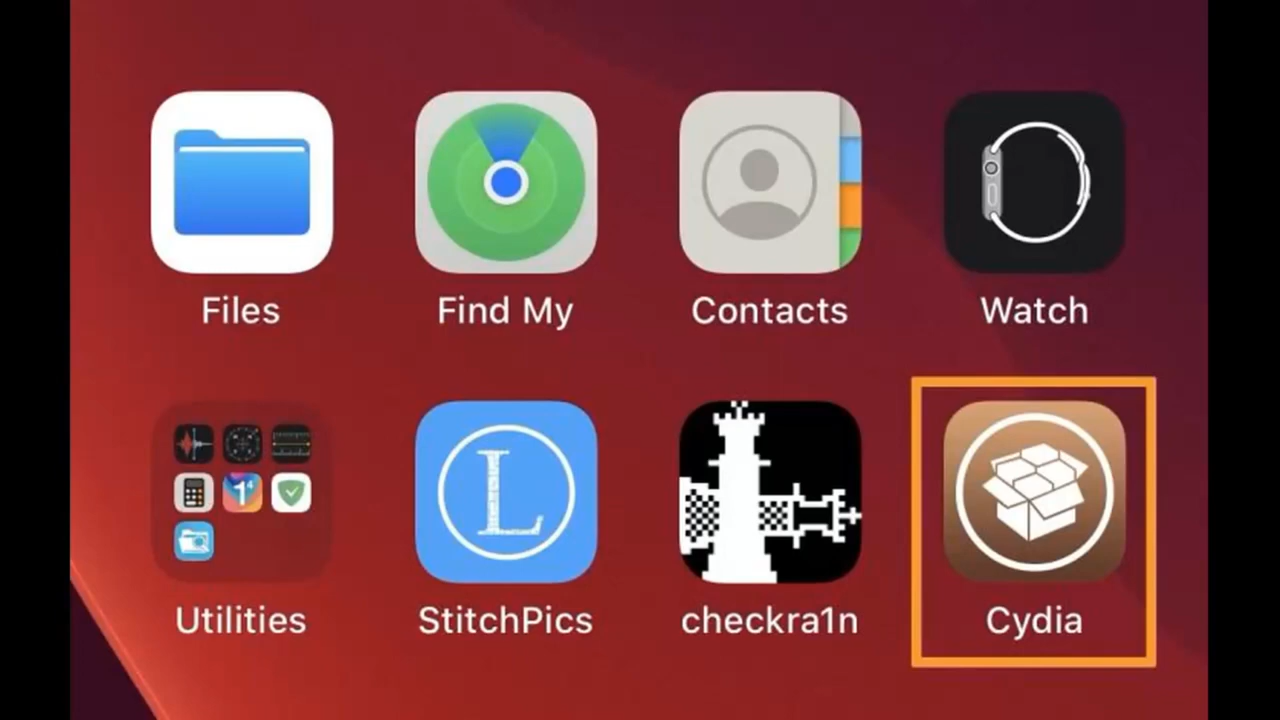 Files
Find My
Contacts
Watch
Utilities
L
StitchPics
checkra1n
Cydia